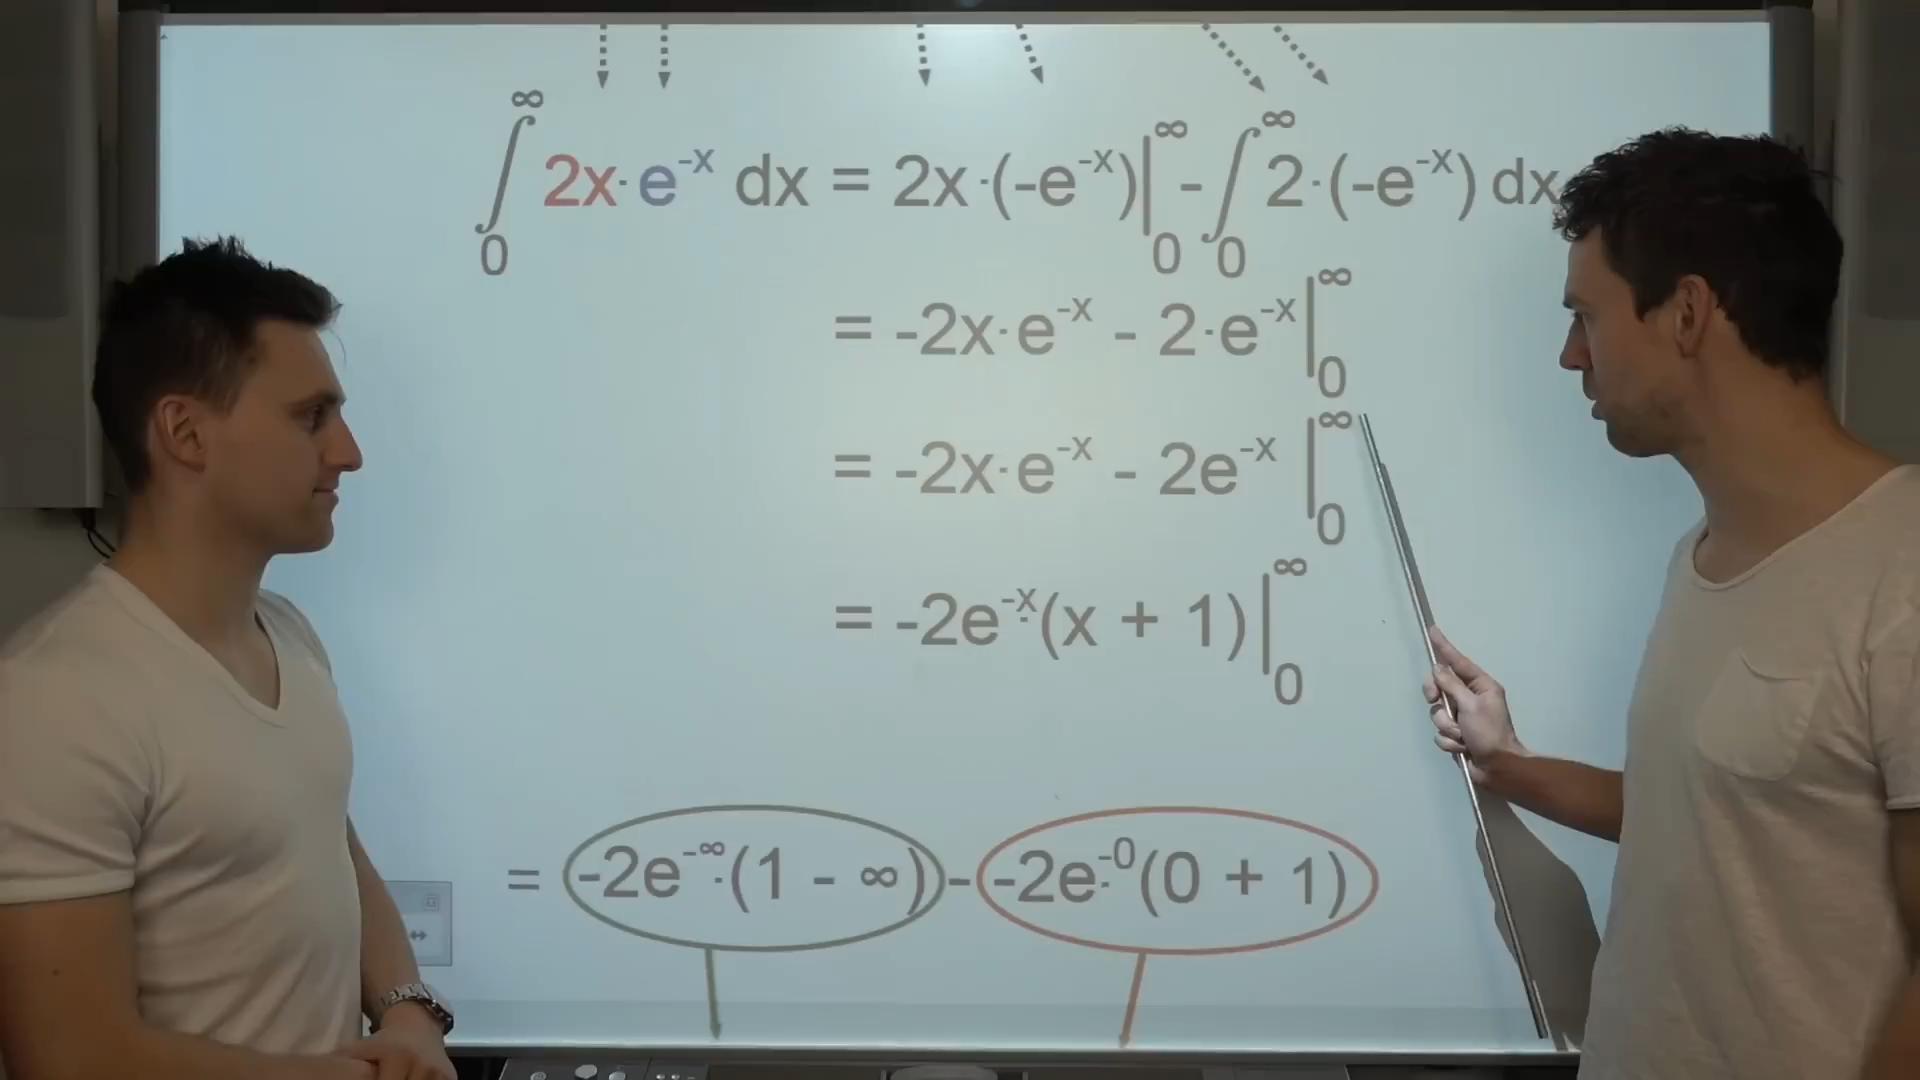 ∫₀^∞ 2x·e^-x dx = 2x·(-e^-x)|₀^∞ - ∫₀^∞ 2·(-e^-x) dx
= -2x·e^-x - 2·e^-x|₀^∞
= -2x·e^-x - 2e^-x|₀^∞
= -2e^-x·(x + 1)|₀^∞
= -2e^-∞·(1 - ∞) - -2e^-0·(0 + 1)